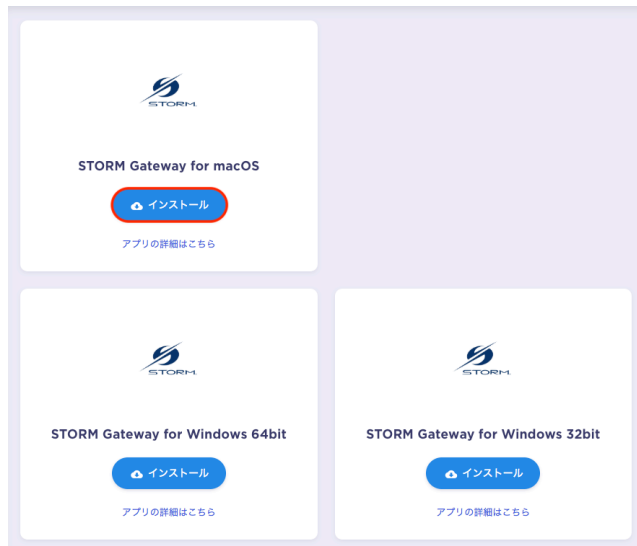 STORM
STORM Gateway for macOS
インストール
アプリの詳細はこちら
STORM
STORM
STORM Gateway for Windows 64bit
STORM Gateway for Windows 32bit
インストール
インストール
アプリの詳細はこちら
アプリの詳細はこちら